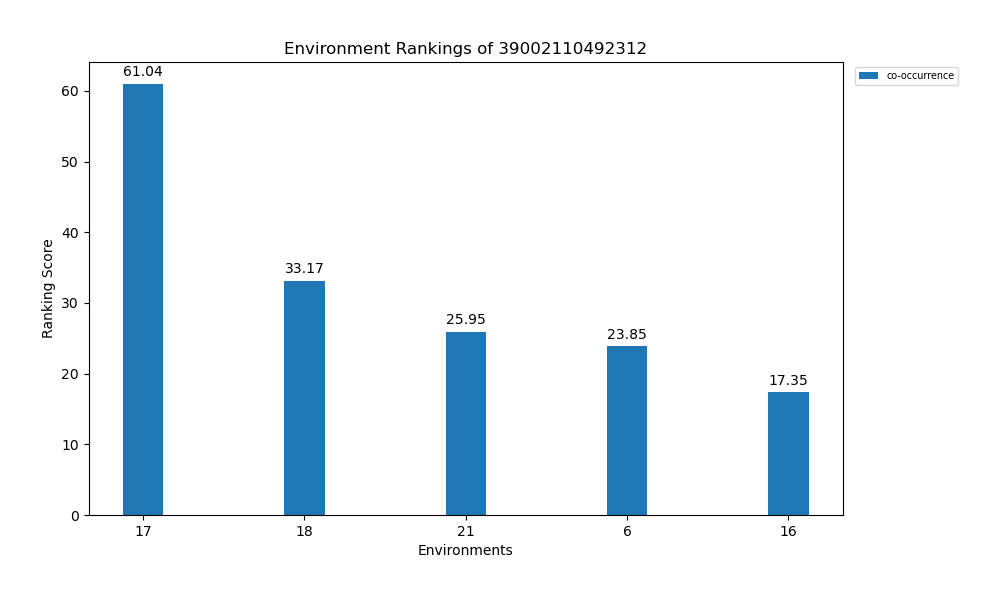 Environment Rankings of 39002110492312
co-occurrence
61.04
33.17
25.95
23.85
17.35
Ranking Score
60
50
40
30
20
10
0
17 18 21 6 16
Environments